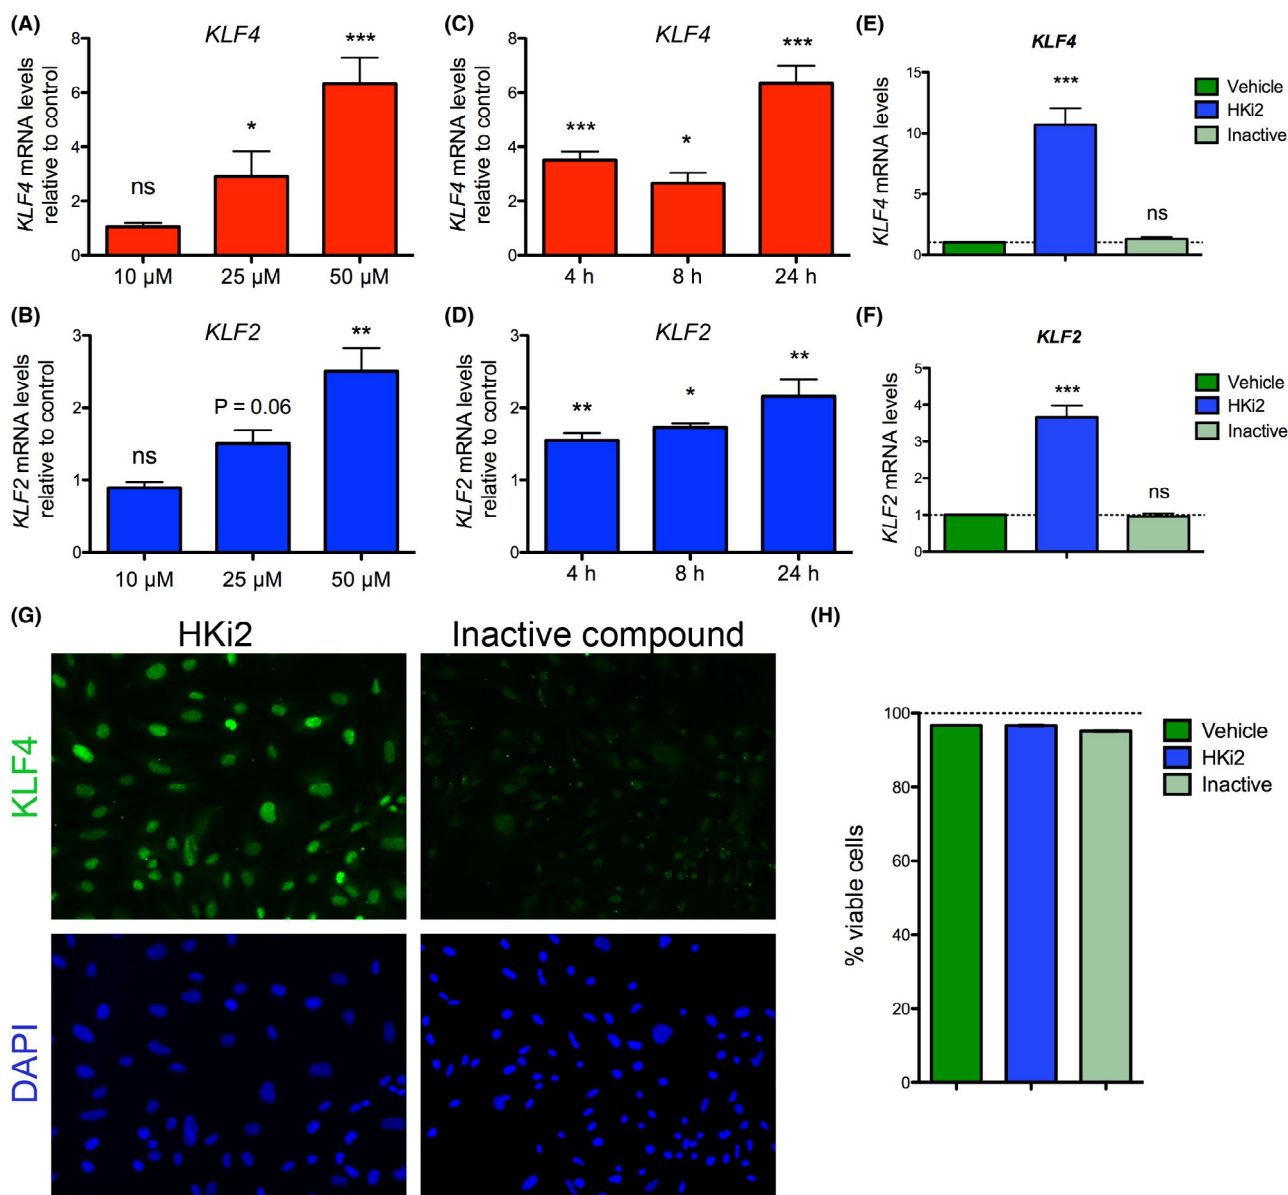 (A)
KLF4
***
*
ns
KLF4 mRNA levels
relative to control
8
6
4
2
0
10 µM
25 µM
50 µM
(C)
KLF4
***
*
***
KLF4 mRNA levels
relative to control
8
6
4
2
0
4 h
8 h
24 h
(E)
KLF4
***
ns
KLF4 mRNA levels
15
10
5
0
Vehicle
HKi2
Inactive
(B)
KLF2
**
P = 0.06
ns
KLF2 mRNA levels
relative to control
3
2
1
0
10 µM
25 µM
50 µM
(D)
KLF2
**
*
**
KLF2 mRNA levels
relative to control
3
2
1
0
4 h
8 h
24 h
(F)
KLF2
***
ns
KLF2 mRNA levels
5
4
3
2
1
0
Vehicle
HKi2
Inactive
(G)
HKi2
Inactive compound
KLF4
DAPI
(H)
% viable cells
100
80
60
40
20
0
Vehicle
HKi2
Inactive